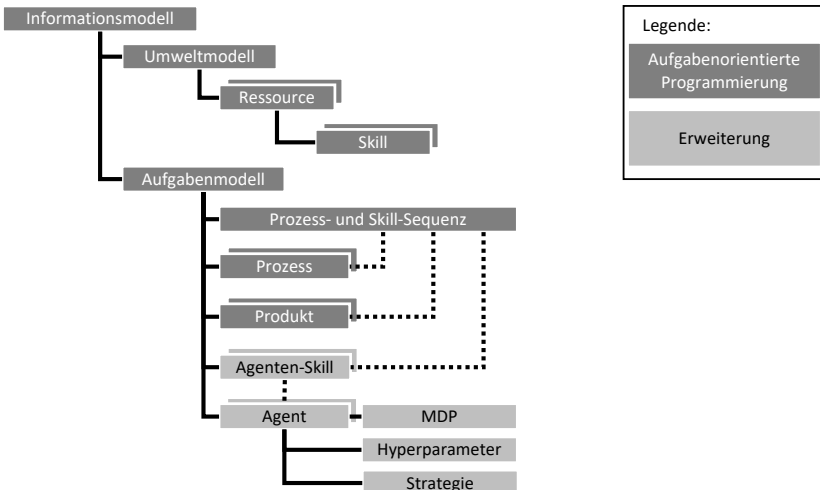 Informationsmodell
Umweltmodell
Ressource
Skill
Aufgabenmodell
Prozess- und Skill-Sequenz
Prozess
Produkt
Agenten-Skill
Agent
MDP
Hyperparameter
Strategie
Legende:
Aufgabenorientierte
Programmierung
Erweiterung